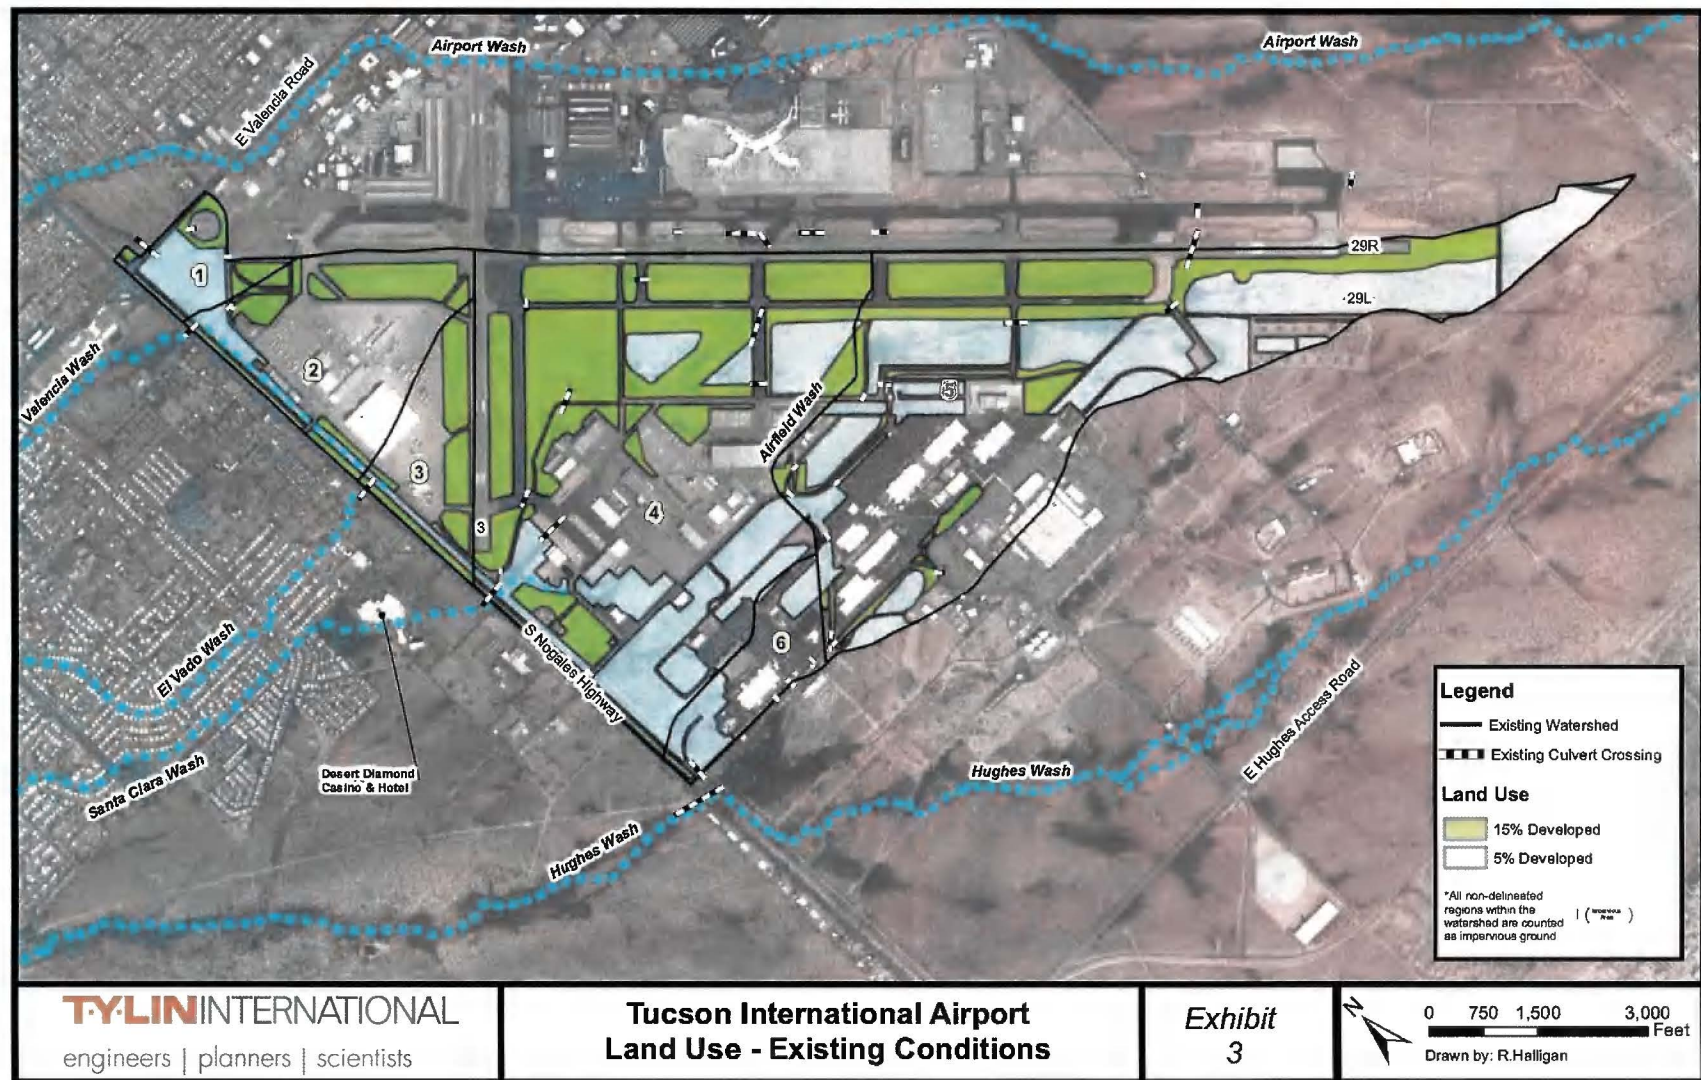 Airport Wash
Airport Wash
E Valencia Road
29R
1
29L
2
Valencia Wash
5
Airfield Wash
3
4
3
6
S Nogales Highway
El Vado Wash
Santa Clara Wash
Desert Diamond
Casino & Hotel
Hughes Wash
E Hughes Access Road
Hughes Wash
Legend
Existing Watershed
Existing Culvert Crossing
Land Use
15% Developed
5% Developed
*All non-delineated
regions within the
watershed are counted
as impervious ground
TYLIN INTERNATIONAL
engineers | planners | scientists
Tucson International Airport
Land Use - Existing Conditions
Exhibit
3
N
0 750 1,500 3,000
Feet
Drawn by: R.Halligan